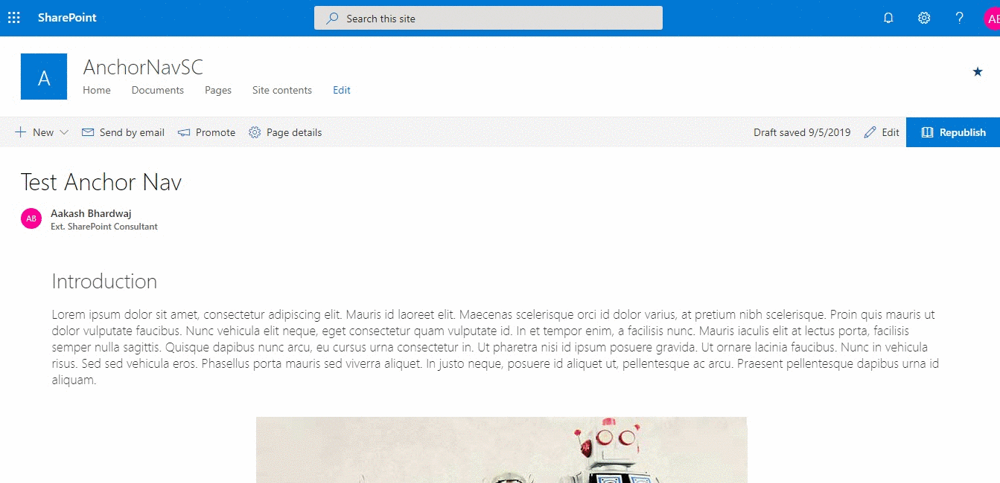 SharePoint
Search this site
AB
A
AnchorNavSC
Home Documents Pages Site contents Edit
New Send by email Promote Page details Draft saved 9/5/2019 Edit Republish
Test Anchor Nav
AB
Aakash Bhardwaj
Ext. SharePoint Consultant
Introduction
Lorem ipsum dolor sit amet, consectetur adipiscing elit. Mauris id laoreet elit. Maecenas scelerisque orci id dolor varius, at pretium nibh scelerisque. Proin quis mauris ut
dolor vulputate faucibus. Nunc vehicula elit neque, eget consectetur quam vulputate id. In et tempor enim, a facilisis nunc. Mauris iaculis elit at lectus porta, facilisis
semper nulla sagittis. Quisque dapibus nunc arcu, eu cursus urna consectetur in. Ut pharetra nisi id ipsum posuere gravida. Ut ornare lacinia faucibus. Nunc in vehicula
risus. Sed sed vehicula eros. Phasellus porta mauris sed viverra aliquet. In justo neque, posuere id aliquet ut, pellentesque ac arcu. Praesent pellentesque dapibus urna id
aliquam.